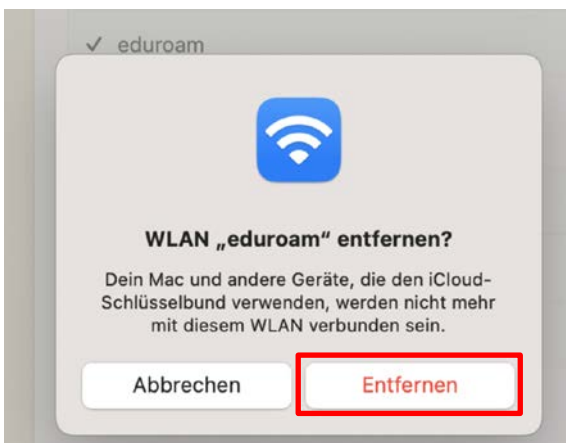 ✓ eduroam
WLAN „eduroam“ entfernen?
Dein Mac und andere Geräte, die den iCloud-
Schlüsselbund verwenden, werden nicht mehr
mit diesem WLAN verbunden sein.
Abbrechen Entfernen